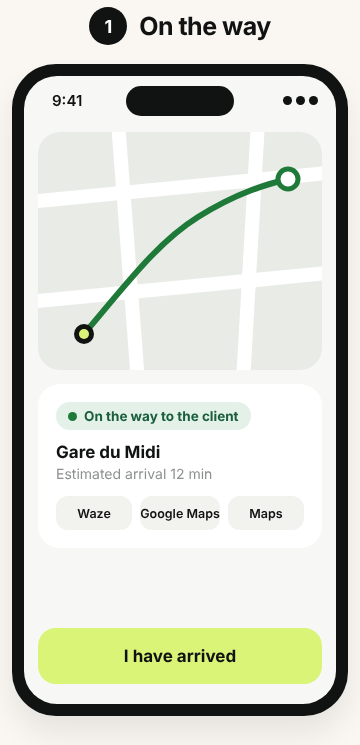 1 On the way
9:41
On the way to the client
Gare du Midi
Estimated arrival 12 min
Waze Google Maps Maps
I have arrived